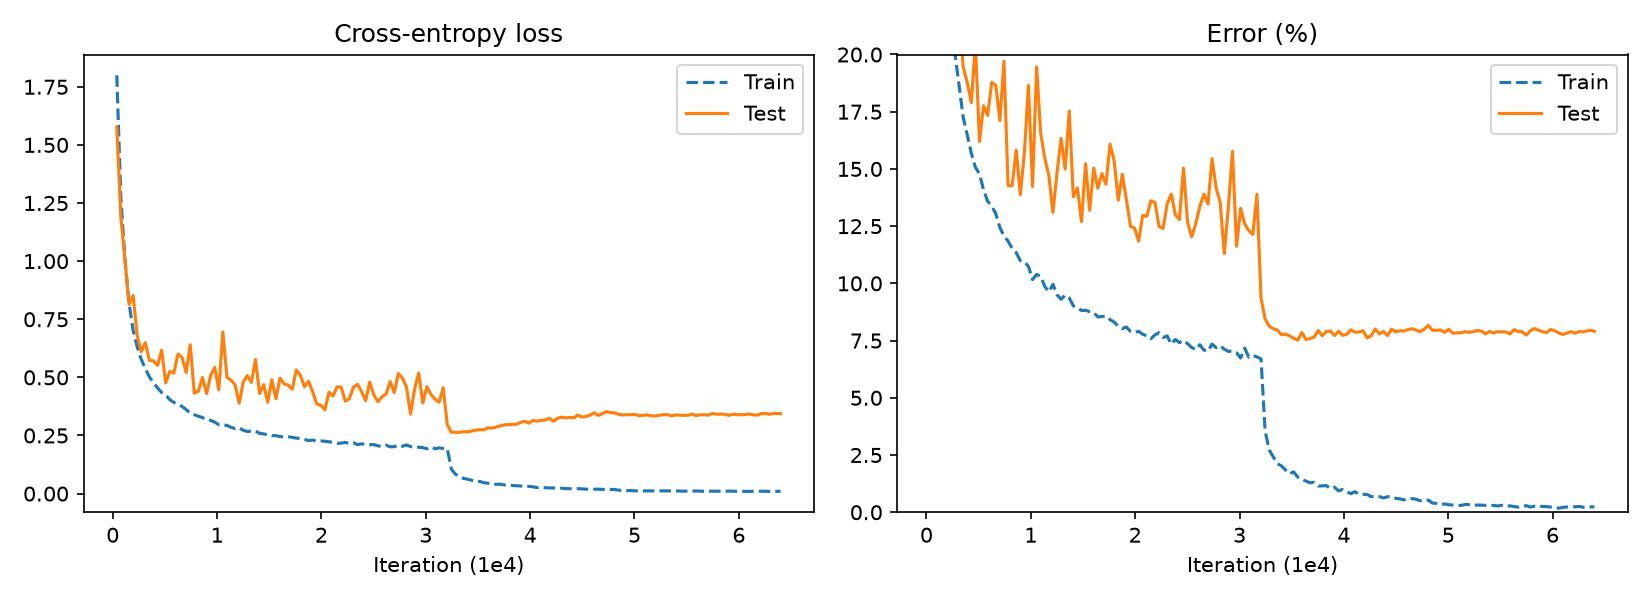 Cross-entropy loss
1.75
1.50
1.25
1.00
0.75
0.50
0.25
0.00
0 1 2 3 4 5 6
Iteration (1e4)
Train
Test
Error (%)
20.0
17.5
15.0
12.5
10.0
7.5
5.0
2.5
0.0
0 1 2 3 4 5 6
Iteration (1e4)
Train
Test